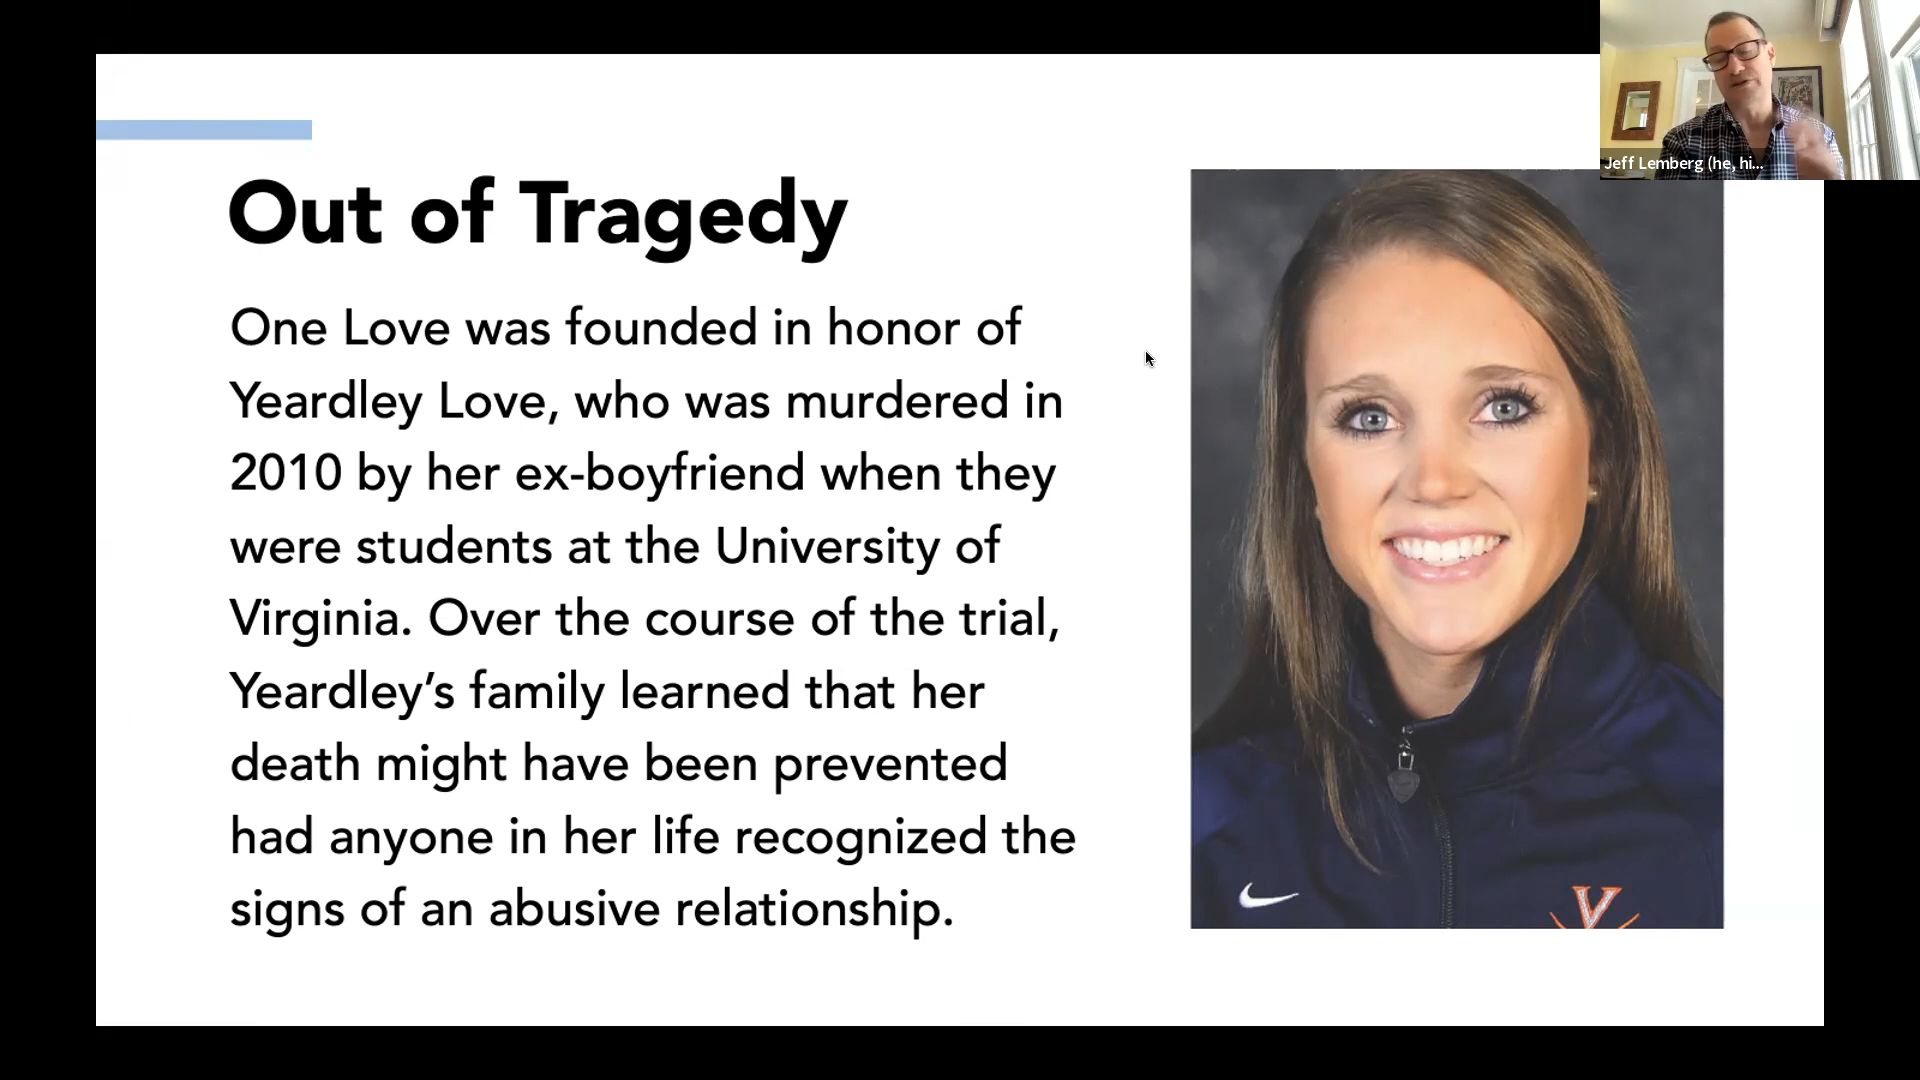 Out of Tragedy
One Love was founded in honor of
Yeardley Love, who was murdered in
2010 by her ex-boyfriend when they
were students at the University of
Virginia. Over the course of the trial,
Yeardley’s family learned that her
death might have been prevented
had anyone in her life recognized the
signs of an abusive relationship.
Jeff Lemberg (he, hi...
V